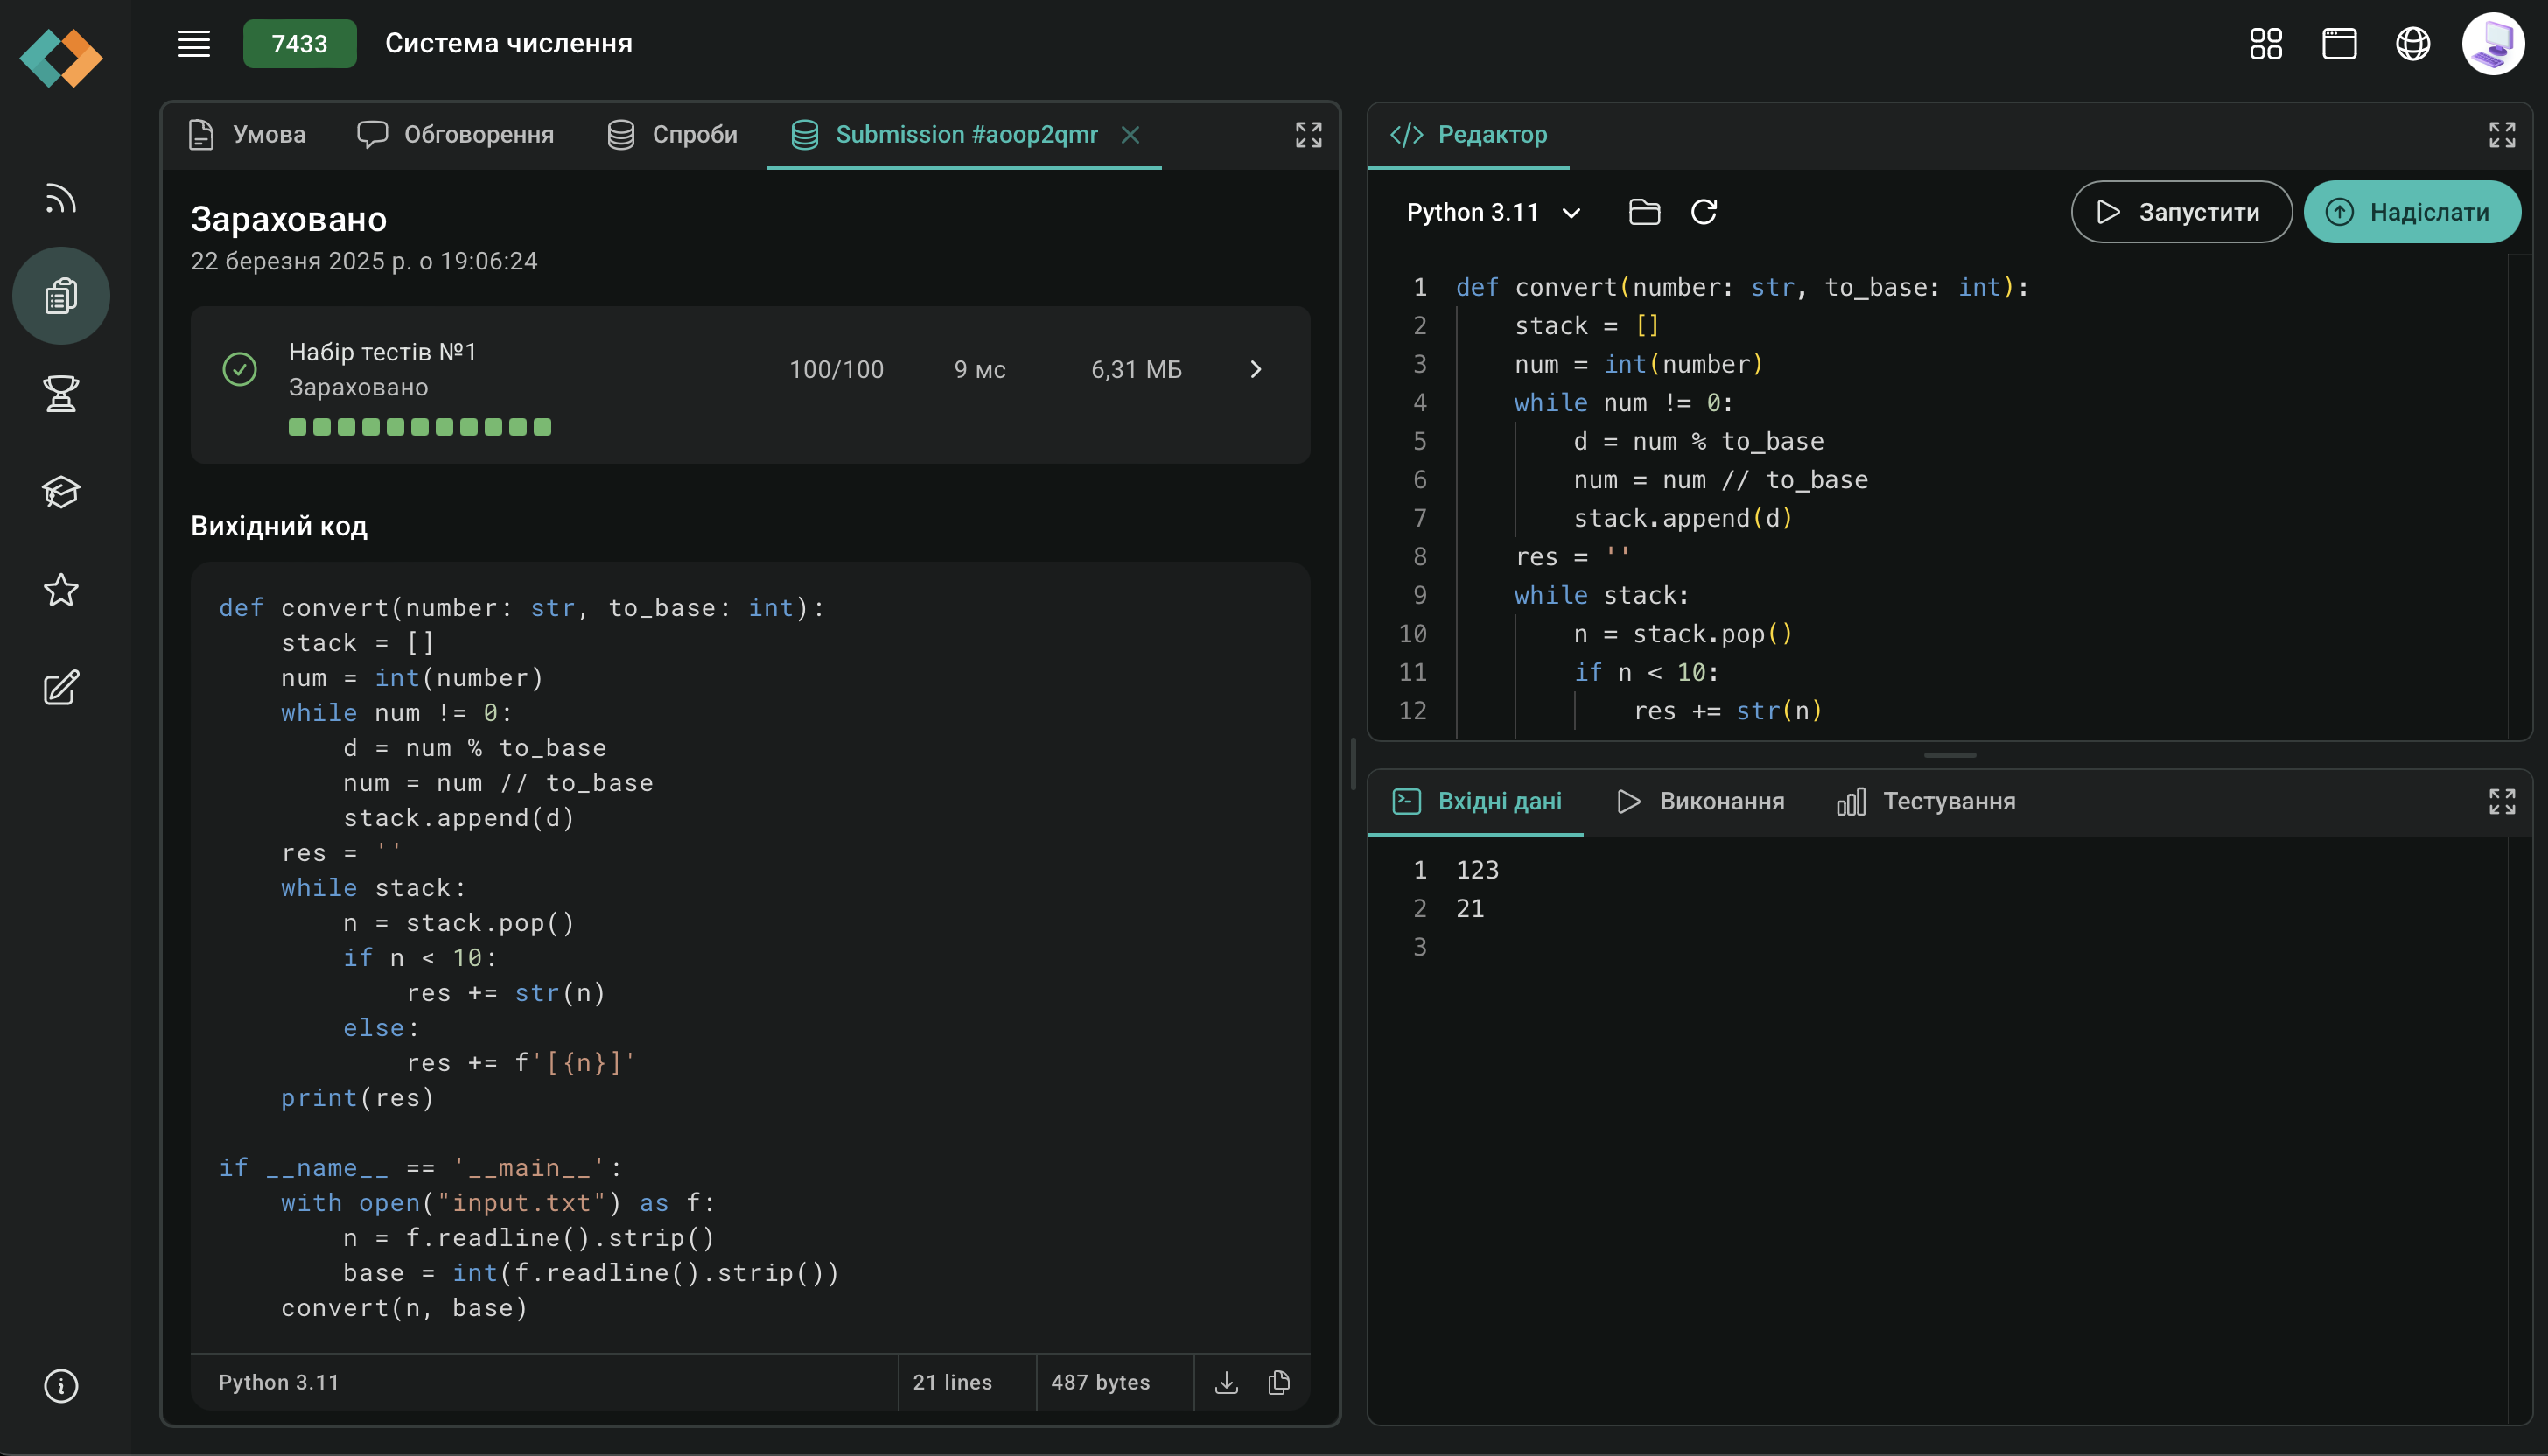 7433 Система числення
Умова Обговорення Спроби Submission #aoop2qmr
Зараховано
22 березня 2025 р. о 19:06:24
Набір тестів №1
Зараховано
100/100 9 мс 6,31 МБ
Вихідний код
def convert(number: str, to_base: int):
    stack = []
    num = int(number)
    while num != 0:
        d = num % to_base
        num = num // to_base
        stack.append(d)
    res = ''
    while stack:
        n = stack.pop()
        if n < 10:
            res += str(n)
        else:
            res += f'[{n}]'
    print(res)
if __name__ == '__main__':
    with open("input.txt") as f:
        n = f.readline().strip()
        base = int(f.readline().strip())
    convert(n, base)
Python 3.11 21 lines 487 bytes
Редактор
Python 3.11 Запустити Надіслати
1 def convert(number: str, to_base: int):
2     stack = []
3     num = int(number)
4     while num != 0:
5         d = num % to_base
6         num = num // to_base
7         stack.append(d)
8     res = ''
9     while stack:
10         n = stack.pop()
11         if n < 10:
12             res += str(n)
Вхідні дані Виконання Тестування
1 123
2 21
3